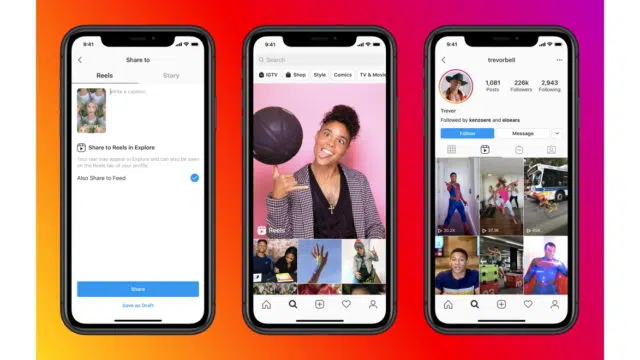 9:41
Share to
Reels
Story
Write a caption...
Share to Reels in Explore
Your reel may appear in Explore and can also be seen
on the Reels tab of your profile.
Also Share to Feed
Share
Save as Draft
9:41
Search
IGTV
Shop
Style
Comics
TV & Movie
Reels
9:41
trevorbell
1,081
226k
2,943
Posts
Followers
Following
Trevor
Followed by kenzoere and eloears
Follow
Message
30.2K
37.3K
45K